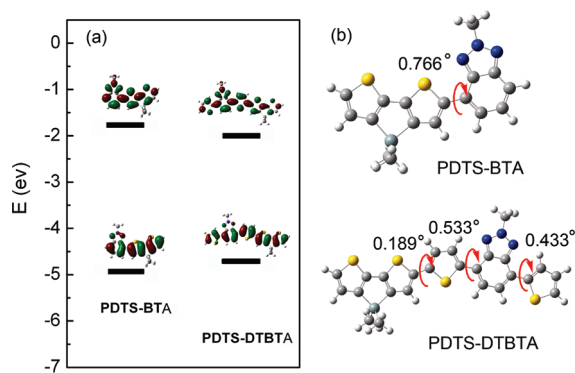 (a)
E (ev)
0
-1
-2
-3
-4
-5
-6
-7
PDTS-BTA
PDTS-DTBTA
(b)
0.766°
PDTS-BTA
0.189°
0.533°
0.433°
PDTS-DTBTA